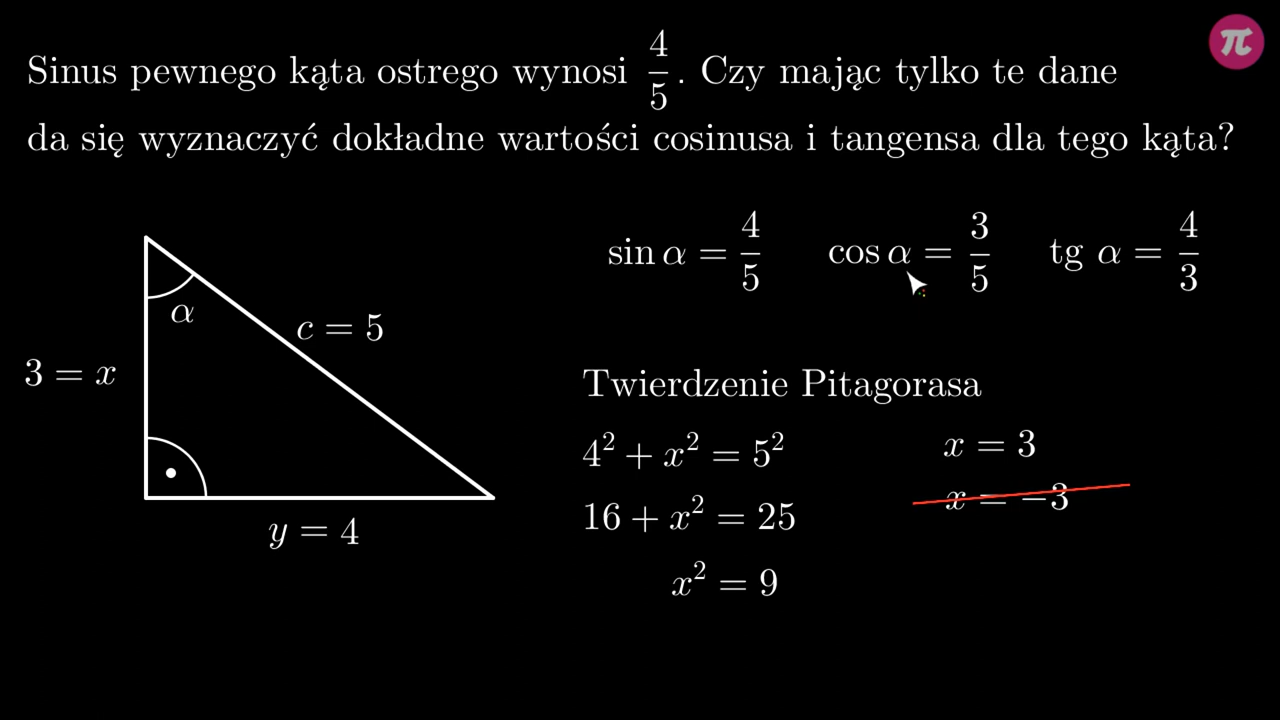 Sinus pewnego kąta ostrego wynosi 4/5. Czy mając tylko te dane
da się wyznaczyć dokładne wartości cosinusa i tangensa dla tego kąta?
sin α = 4/5 cos α = 3/5 tg α = 4/3
α
c = 5
3 = x
y = 4
Twierdzenie Pitagorasa
4² + x² = 5²
16 + x² = 25
x² = 9
x = 3
x = −3
π